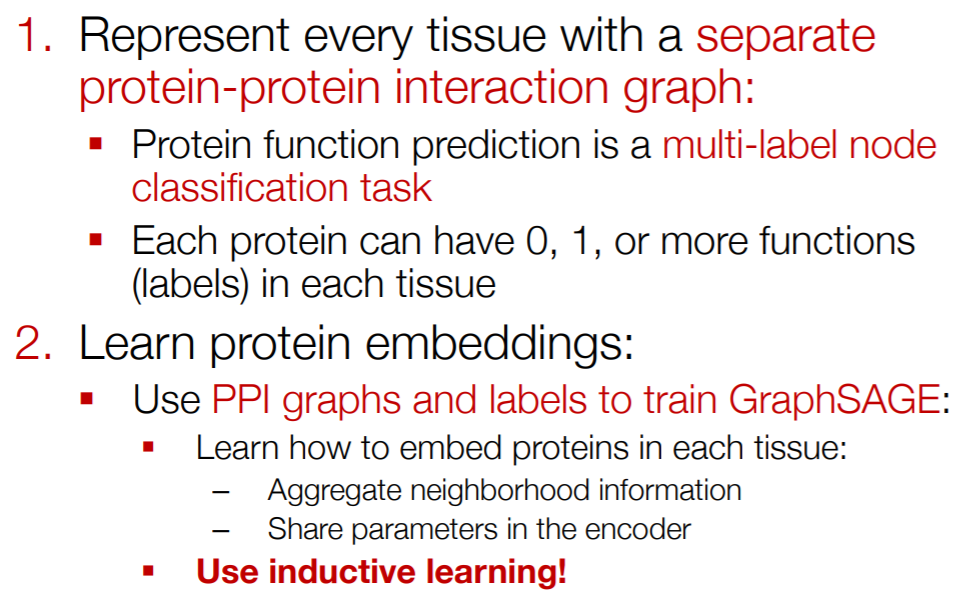 1. Represent every tissue with a separate
protein-protein interaction graph:
▪ Protein function prediction is a multi-label node
classification task
▪ Each protein can have 0, 1, or more functions
(labels) in each tissue
2. Learn protein embeddings:
▪ Use PPI graphs and labels to train GraphSAGE:
▪ Learn how to embed proteins in each tissue:
– Aggregate neighborhood information
– Share parameters in the encoder
▪ Use inductive learning!